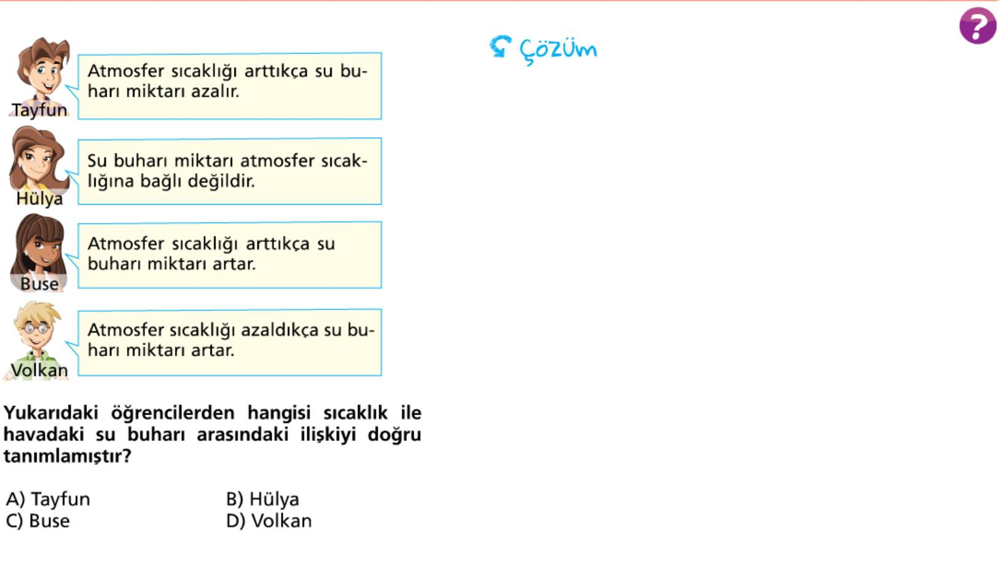 ?
Çözüm
Atmosfer sıcaklığı arttıkça su bu-
harı miktarı azalır.
Tayfun
Su buharı miktarı atmosfer sıcak-
lığına bağlı değildir.
Hülya
Atmosfer sıcaklığı arttıkça su
buharı miktarı artar.
Buse
Atmosfer sıcaklığı azaldıkça su bu-
harı miktarı artar.
Volkan
Yukarıdaki öğrencilerden hangisi sıcaklık ile
havadaki su buharı arasındaki ilişkiyi doğru
tanımlamıştır?
A) Tayfun B) Hülya
C) Buse D) Volkan